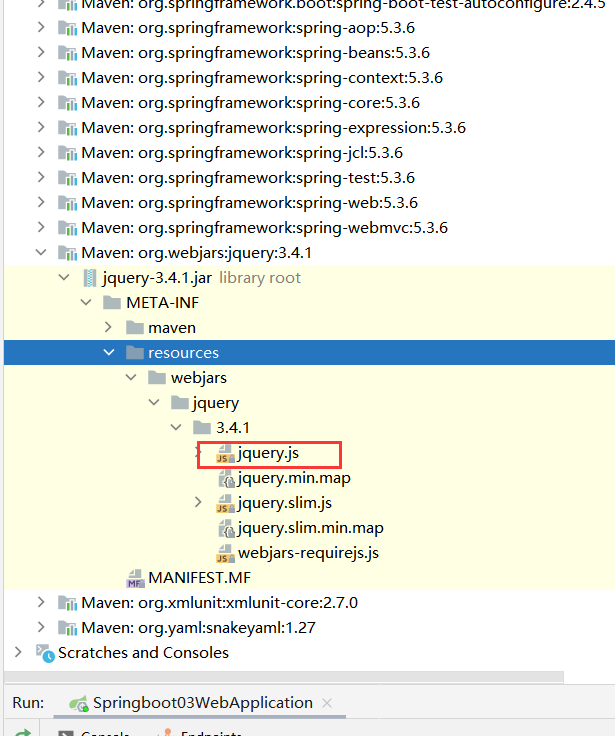 Maven: org.springframework.boot:spring-boot-test-autoconfigure:2.4.5
Maven: org.springframework:spring-aop:5.3.6
Maven: org.springframework:spring-beans:5.3.6
Maven: org.springframework:spring-context:5.3.6
Maven: org.springframework:spring-core:5.3.6
Maven: org.springframework:spring-expression:5.3.6
Maven: org.springframework:spring-jcl:5.3.6
Maven: org.springframework:spring-test:5.3.6
Maven: org.springframework:spring-web:5.3.6
Maven: org.springframework:spring-webmvc:5.3.6
Maven: org.webjars:jquery:3.4.1
jquery-3.4.1.jar library root
META-INF
maven
resources
webjars
jquery
3.4.1
jquery.js
jquery.min.map
jquery.slim.js
jquery.slim.min.map
webjars-requirejs.js
MANIFEST.MF
Maven: org.xmlunit:xmlunit-core:2.7.0
Maven: org.yaml:snakeyaml:1.27
Scratches and Consoles
Run: Springboot03WebApplication
Console Endpoints